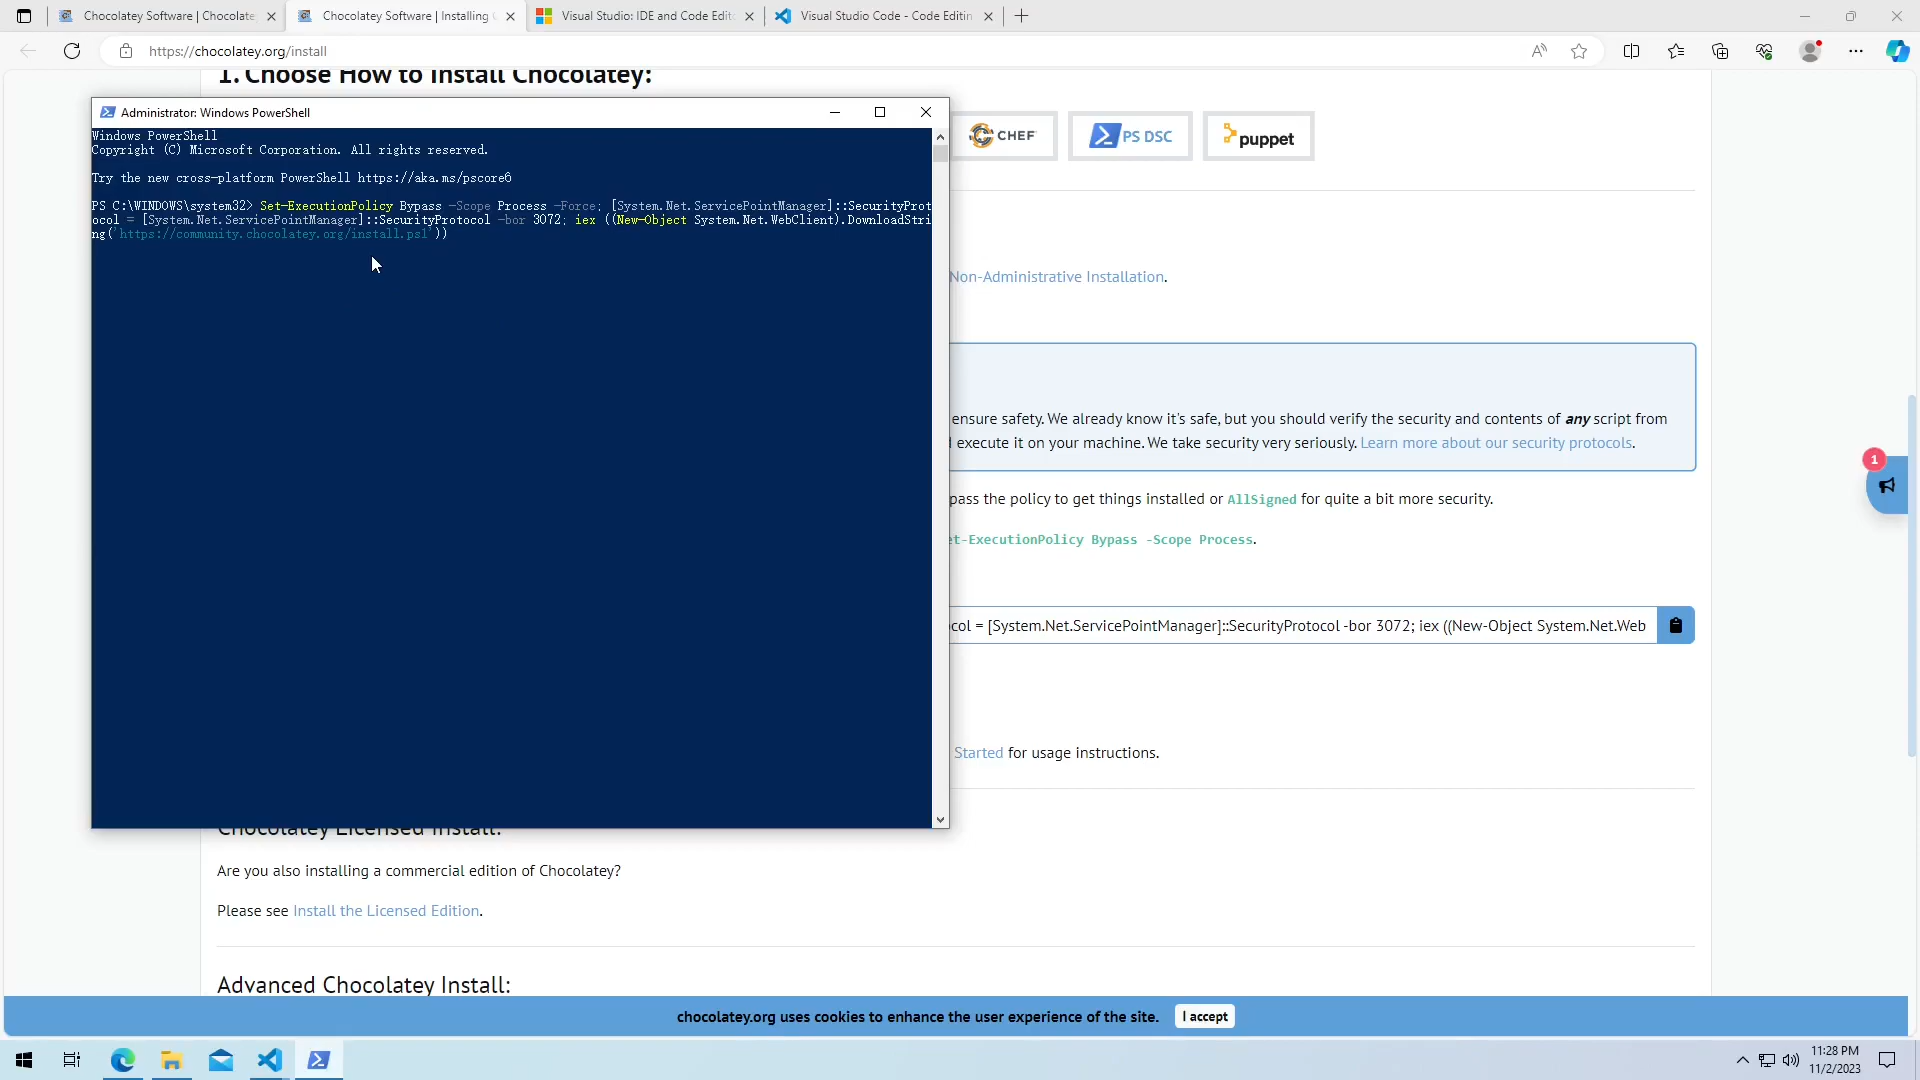 Chocolatey Software | Chocolate
Chocolatey Software | Installing
Visual Studio: IDE and Code Edito
Visual Studio Code - Code Editin
https://chocolatey.org/install
1. Choose How to Install Chocolatey:
Administrator: Windows PowerShell
CHEF
PS DSC
puppet
Windows PowerShell
Copyright (C) Microsoft Corporation. All rights reserved.
Try the new cross-platform PowerShell https://aka.ms/pscore6
PS C:\WINDOWS\system32> Set-ExecutionPolicy Bypass -Scope Process -Force; [System.Net.ServicePointManager]::SecurityProt
ocol = [System.Net.ServicePointManager]::SecurityProtocol -bor 3072; iex ((New-Object System.Net.WebClient).DownloadStri
ng('https://community.chocolatey.org/install.ps1'))
Non-Administrative Installation.
ensure safety. We already know it's safe, but you should verify the security and contents of any script from
execute it on your machine. We take security very seriously. Learn more about our security protocols.
1
pass the policy to get things installed or AllSigned for quite a bit more security.
et-ExecutionPolicy Bypass -Scope Process.
col = [System.Net.ServicePointManager]::SecurityProtocol -bor 3072; iex ((New-Object System.Net.Web
Started for usage instructions.
Chocolatey Licensed Install:
Are you also installing a commercial edition of Chocolatey?
Please see Install the Licensed Edition.
Advanced Chocolatey Install:
chocolatey.org uses cookies to enhance the user experience of the site.
I accept
11:28 PM
11/2/2023